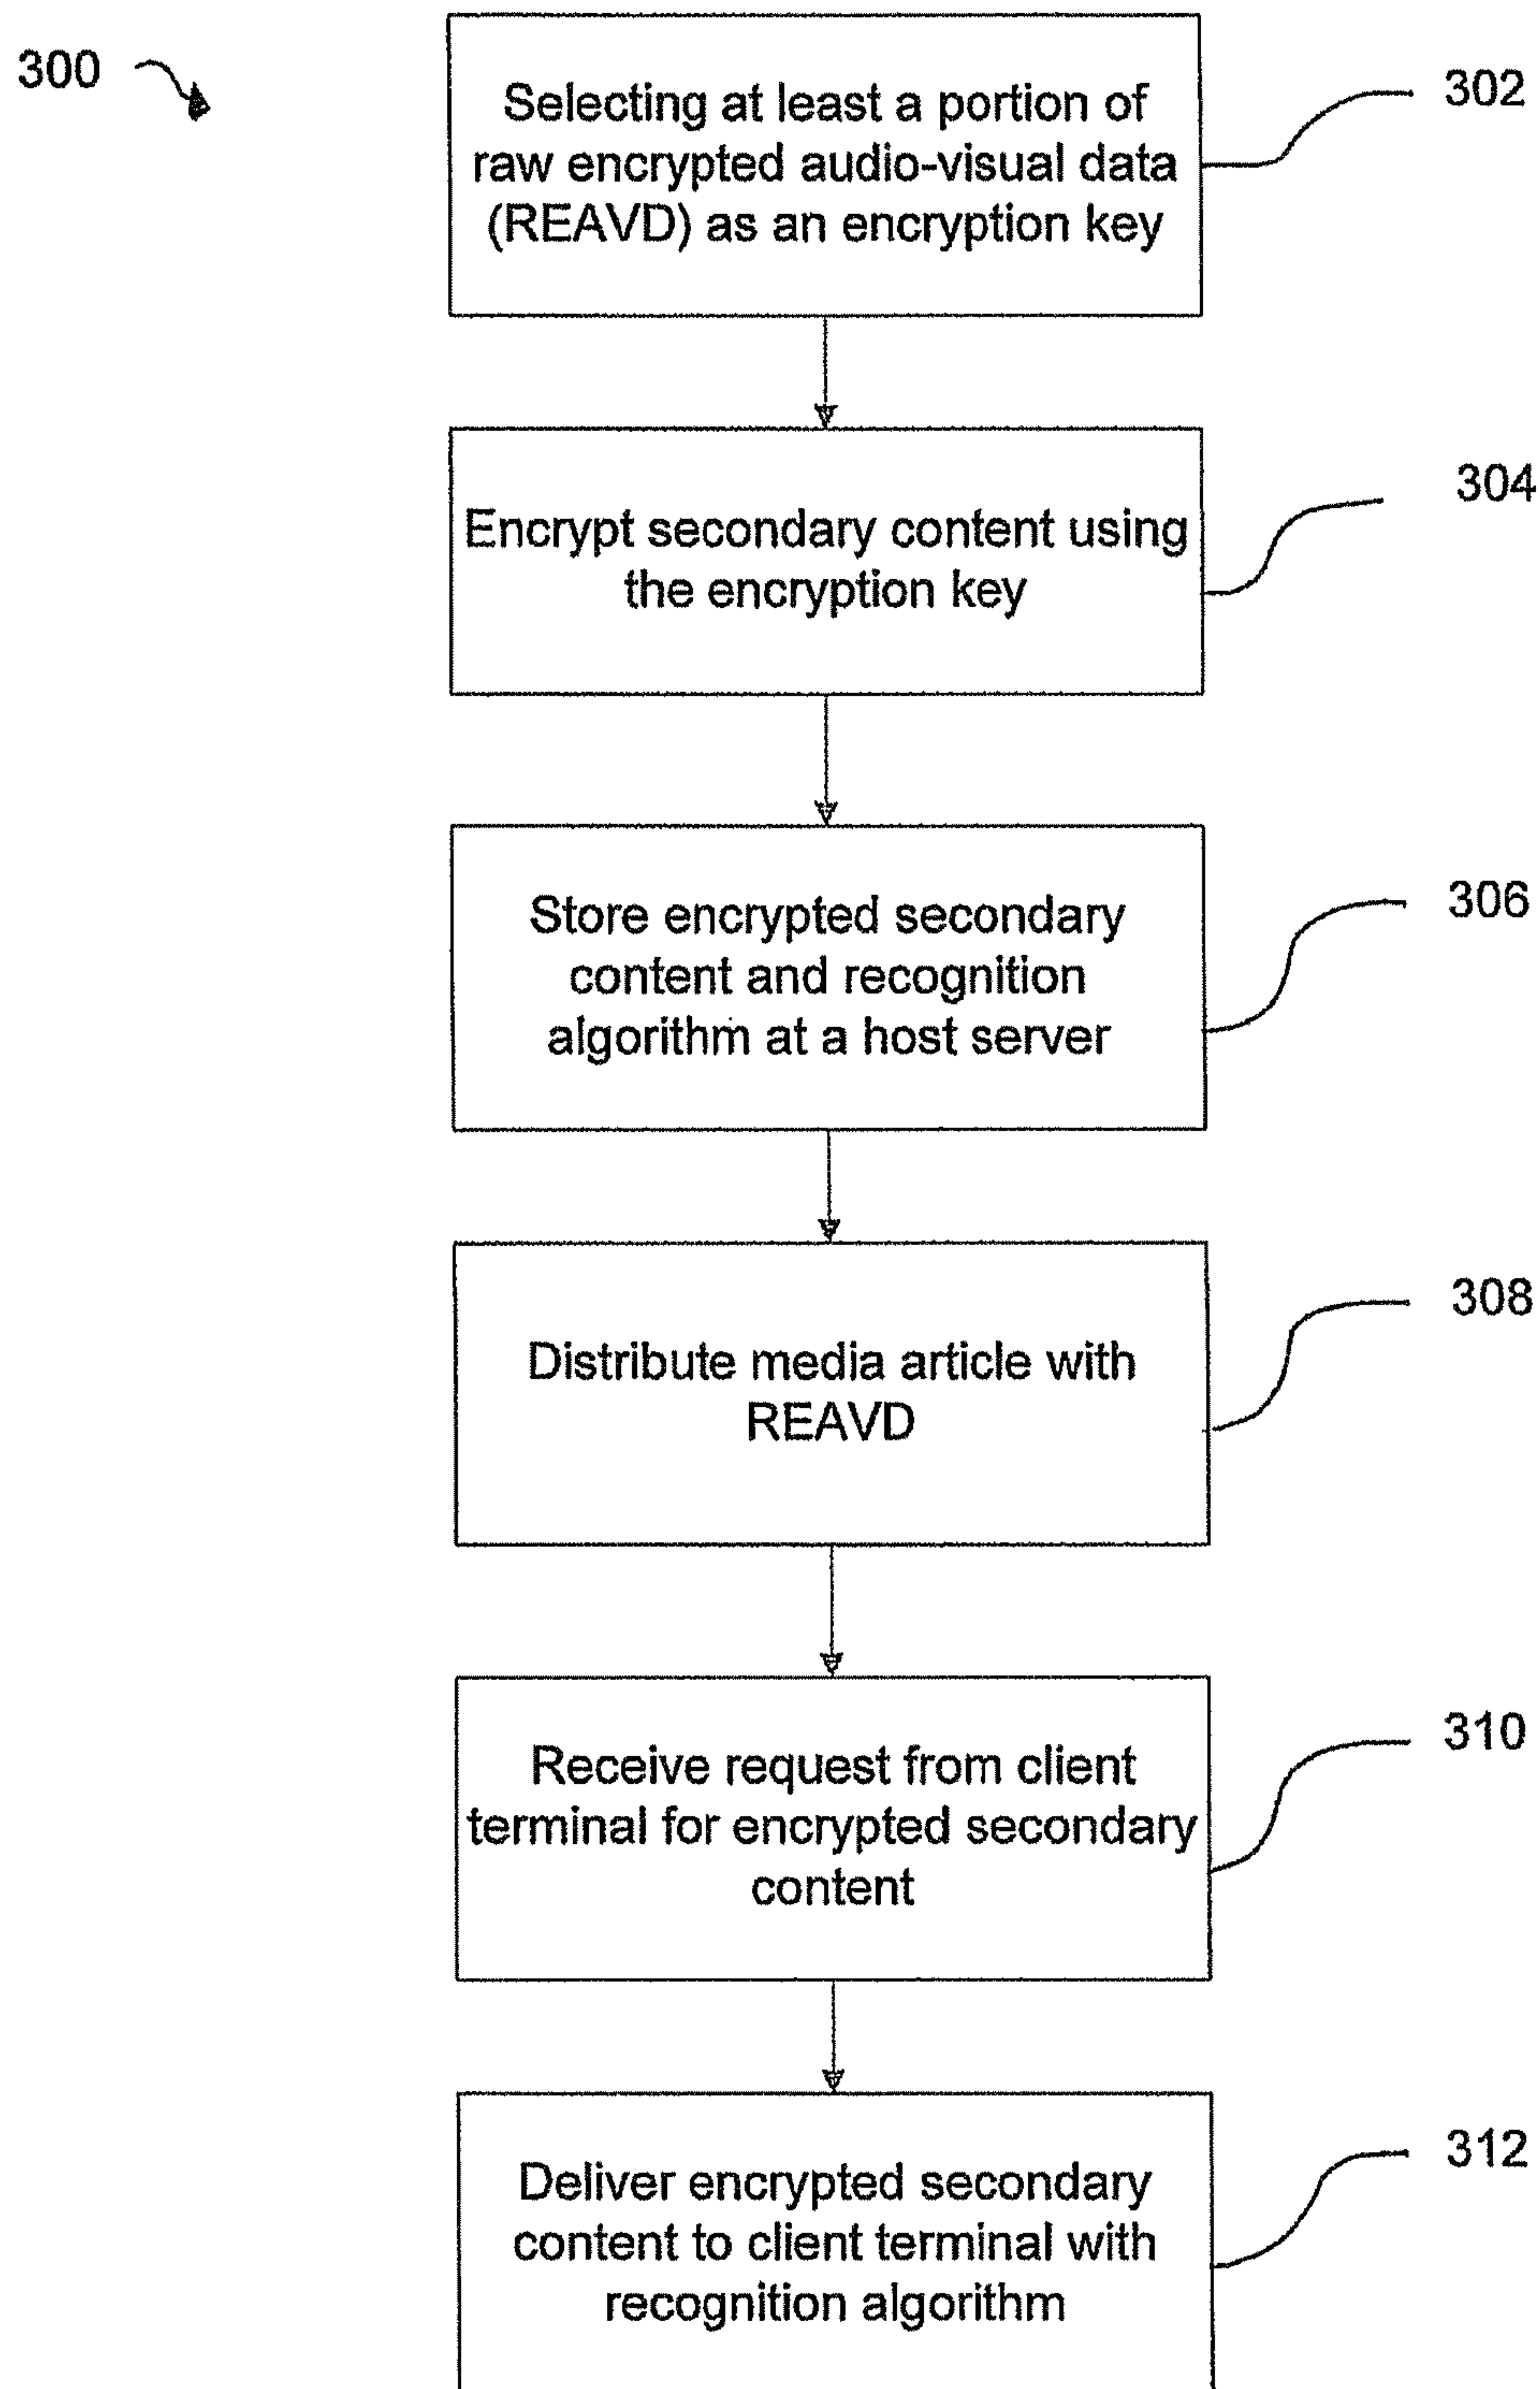 300
Selecting at least a portion of
raw encrypted audio-visual data
(REAVD) as an encryption key
302
Encrypt secondary content using
the encryption key
304
Store encrypted secondary
content and recognition
algorithm at a host server
306
Distribute media article with
REAVD
308
Receive request from client
terminal for encrypted secondary
content
310
Deliver encrypted secondary
content to client terminal with
recognition algorithm
312